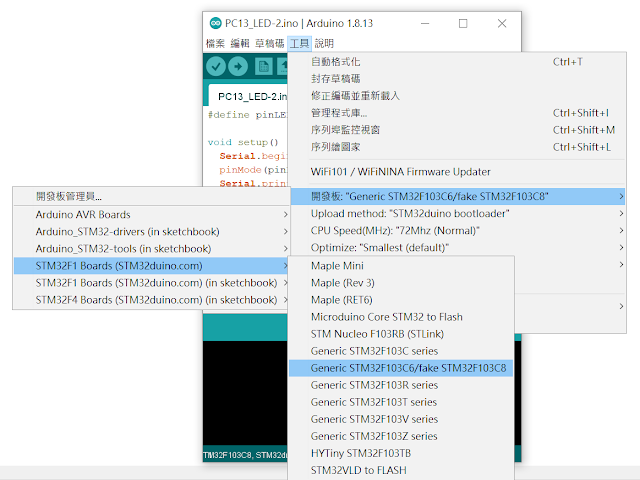 PC13_LED-2.ino | Arduino 1.8.13
檔案 編輯 草稿碼 工具 說明
PC13_LED-2.in
#define pinLE
void setup()
Serial.begin
pinMode(pin
Serial.print
自動格式化 Ctrl+T
封存草稿碼
修正編碼並重新載入
管理程式庫... Ctrl+Shift+I
序列埠監控視窗 Ctrl+Shift+M
序列繪圖家 Ctrl+Shift+L
WiFi101 / WiFiNINA Firmware Updater
開發板: "Generic STM32F103C6/fake STM32F103C8"
Upload method: "STM32duino bootloader"
CPU Speed(MHz): "72Mhz (Normal)"
Optimize: "Smallest (default)"
開發板管理員...
Arduino AVR Boards
Arduino_STM32-drivers (in sketchbook)
Arduino_STM32-tools (in sketchbook)
STM32F1 Boards (STM32duino.com)
STM32F1 Boards (STM32duino.com) (in sketchbook)
STM32F4 Boards (STM32duino.com) (in sketchbook)
Maple Mini
Maple (Rev 3)
Maple (RET6)
Microduino Core STM32 to Flash
STM Nucleo F103RB (STLink)
Generic STM32F103C series
Generic STM32F103C6/fake STM32F103C8
Generic STM32F103R series
Generic STM32F103T series
Generic STM32F103V series
Generic STM32F103Z series
HYTiny STM32F103TB
STM32VLD to FLASH
TM32F103C8, STM32du